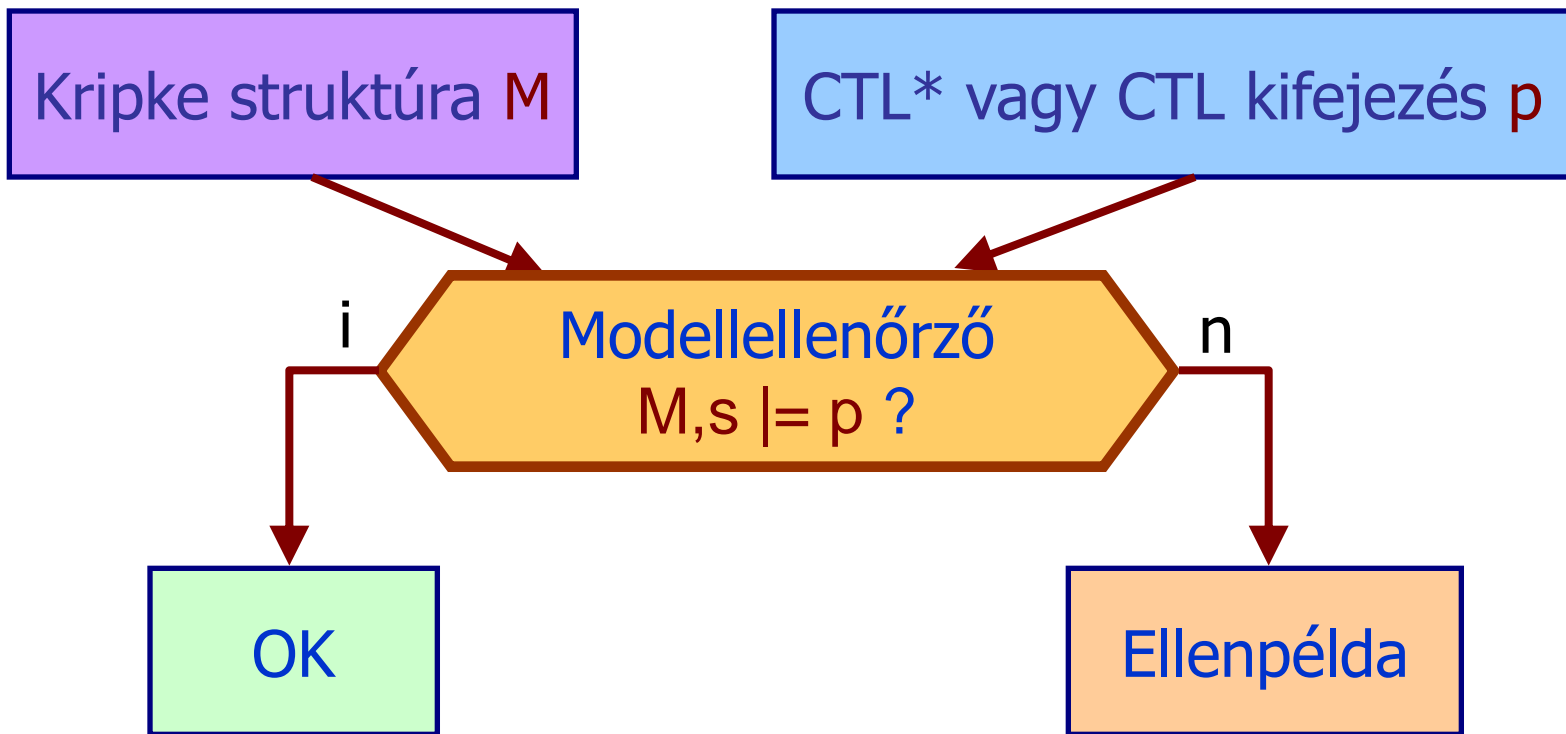 Kripke struktúra M
CTL* vagy CTL kifejezés p
i
Modellellenőrző
n
M,s |= p ?
OK
Ellenpélda